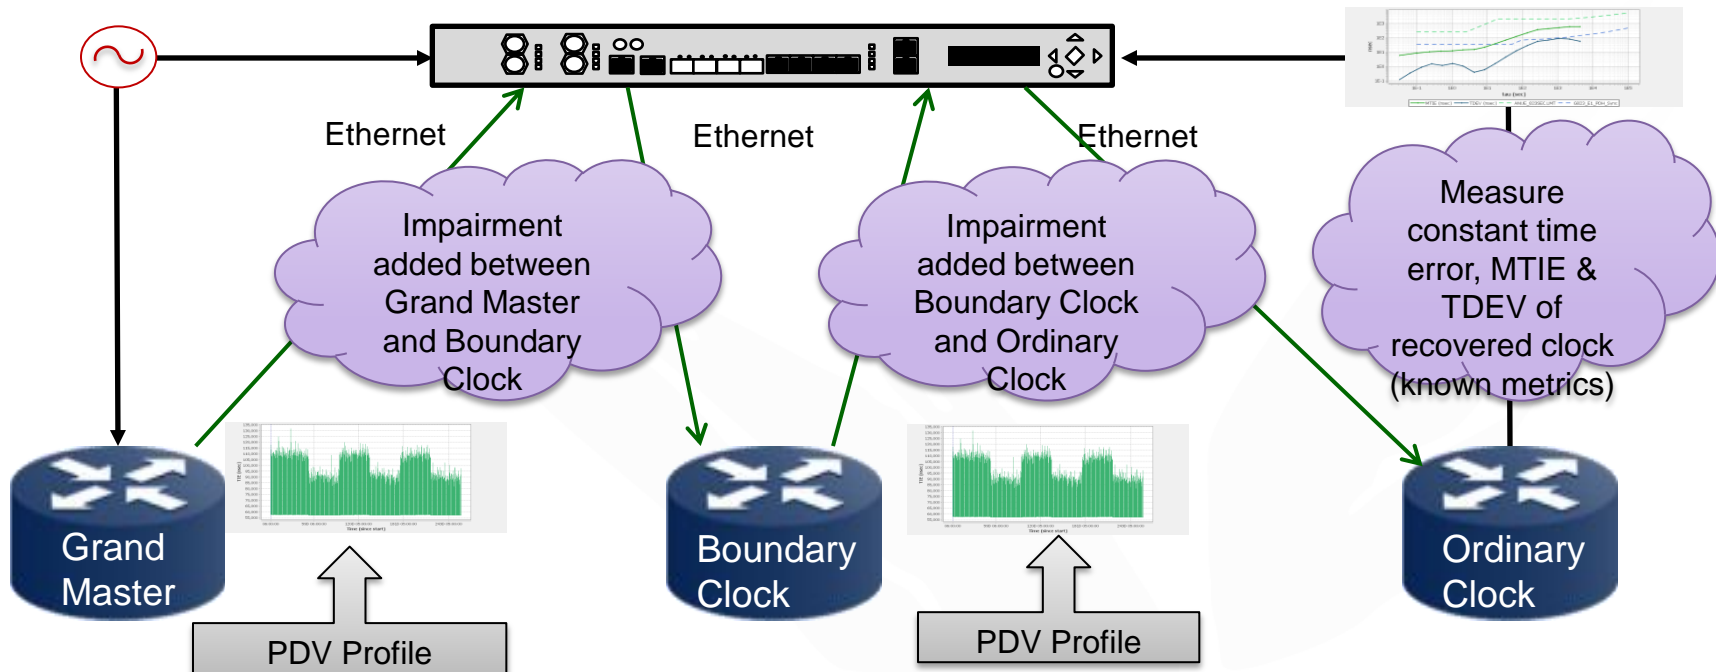 Ethernet
Ethernet
Ethernet
Impairment
added between
Grand Master
and Boundary
Clock
Impairment
added between
Boundary Clock
and Ordinary
Clock
Measure
constant time
error, MTIE &
TDEV of
recovered clock
(known metrics)
Grand
Master
Boundary
Clock
Ordinary
Clock
PDV Profile
PDV Profile